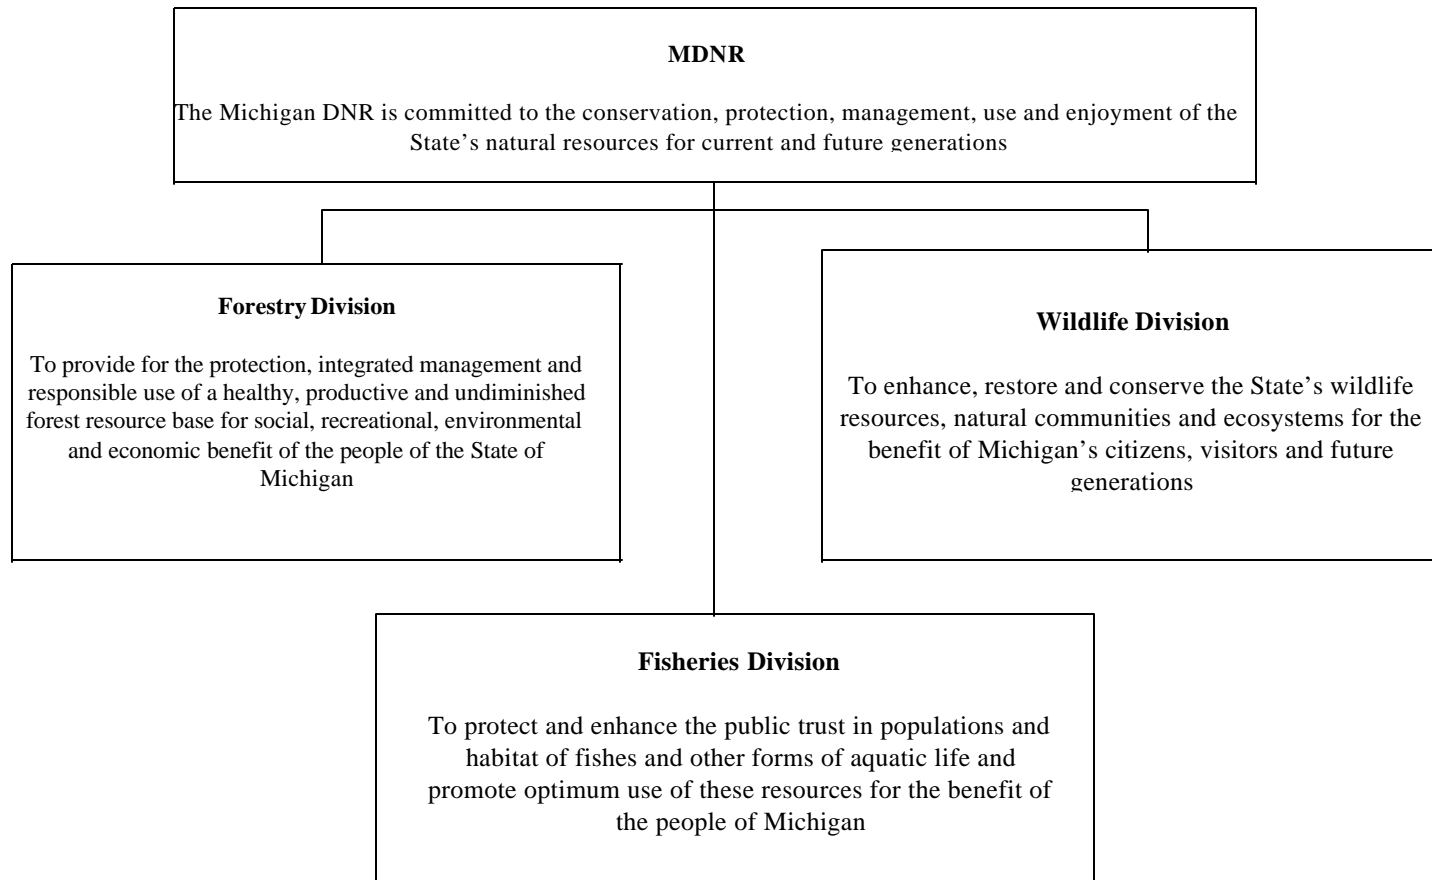 MDNR
The Michigan DNR is committed to the conservation, protection, management, use and enjoyment of the
State’s natural resources for current and future generations
Forestry Division
To provide for the protection, integrated management and
responsible use of a healthy, productive and undiminished
forest resource base for social, recreational, environmental
and economic benefit of the people of the State of
Michigan
Wildlife Division
To enhance, restore and conserve the State’s wildlife
resources, natural communities and ecosystems for the
benefit of Michigan’s citizens, visitors and future
generations
Fisheries Division
To protect and enhance the public trust in populations and
habitat of fishes and other forms of aquatic life and
promote optimum use of these resources for the benefit of
the people of Michigan